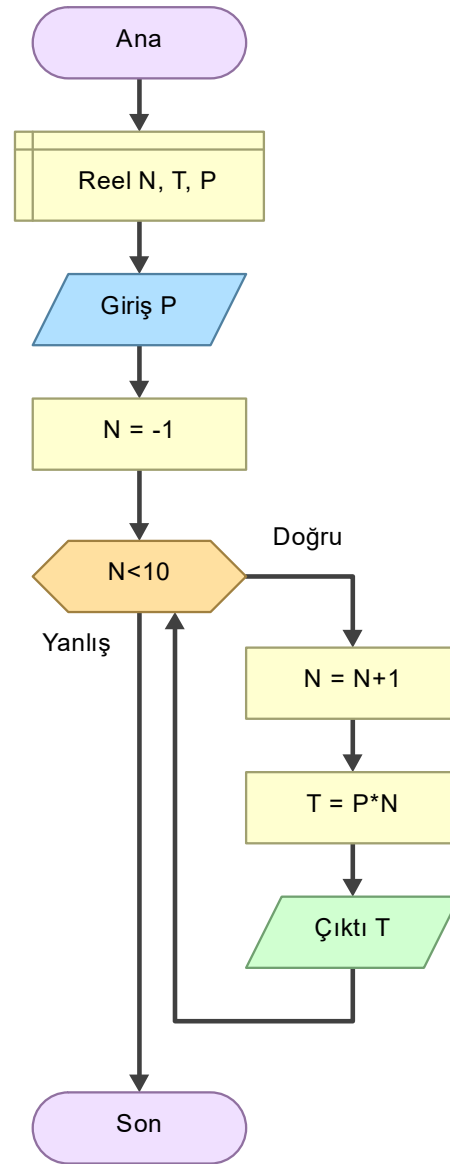 Ana
Reel N, T, P
Giriş P
N = -1
N<10
Doğru
Yanlış
N = N+1
T = P*N
Çıktı T
Son